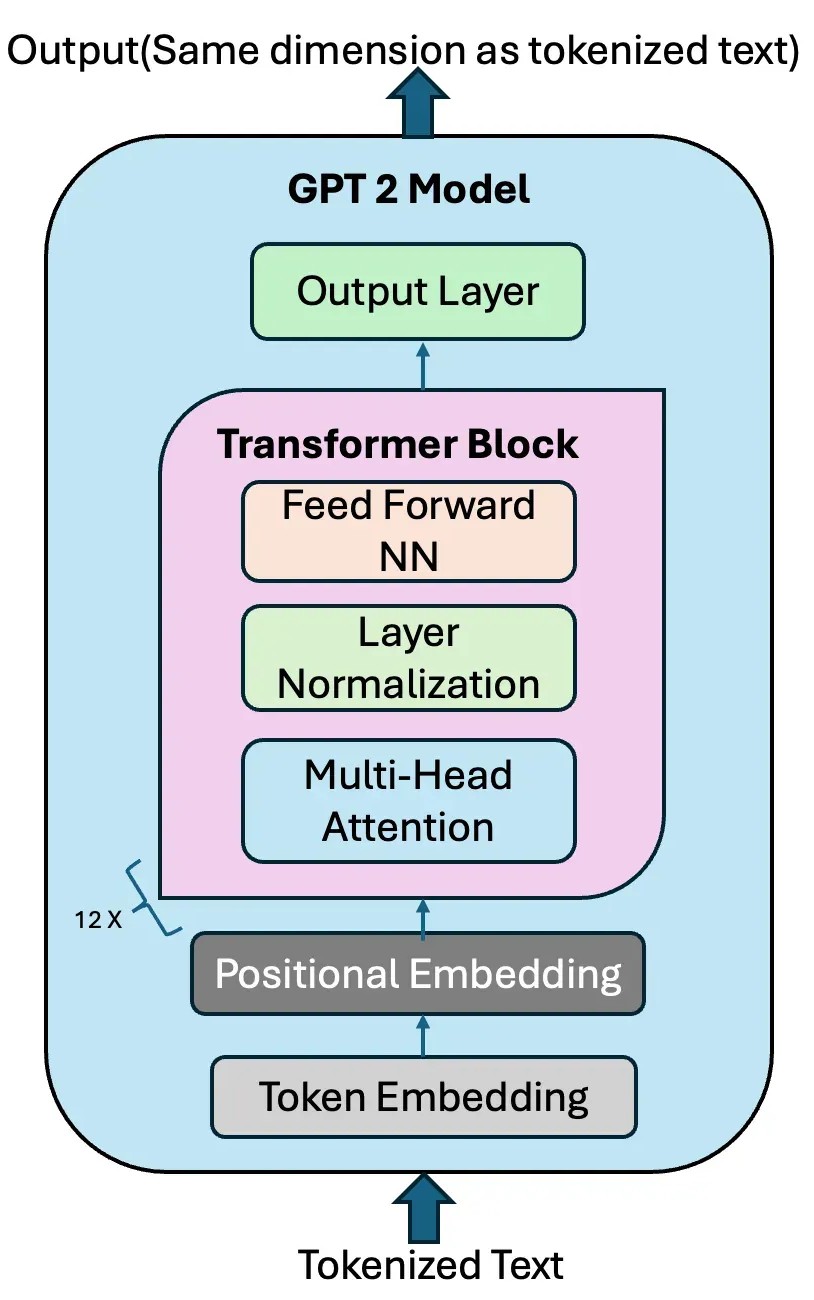 Output(Same dimension as tokenized text)
GPT 2 Model
Output Layer
Transformer Block
Feed Forward
NN
Layer
Normalization
Multi-Head
Attention
12 X
Positional Embedding
Token Embedding
Tokenized Text